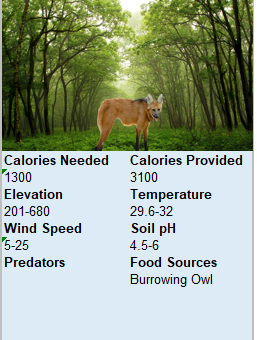 Calories Needed Calories Provided
1300 3100
Elevation Temperature
201-680 29.6-32
Wind Speed Soil pH
5-25 4.5-6
Predators Food Sources
Burrowing Owl